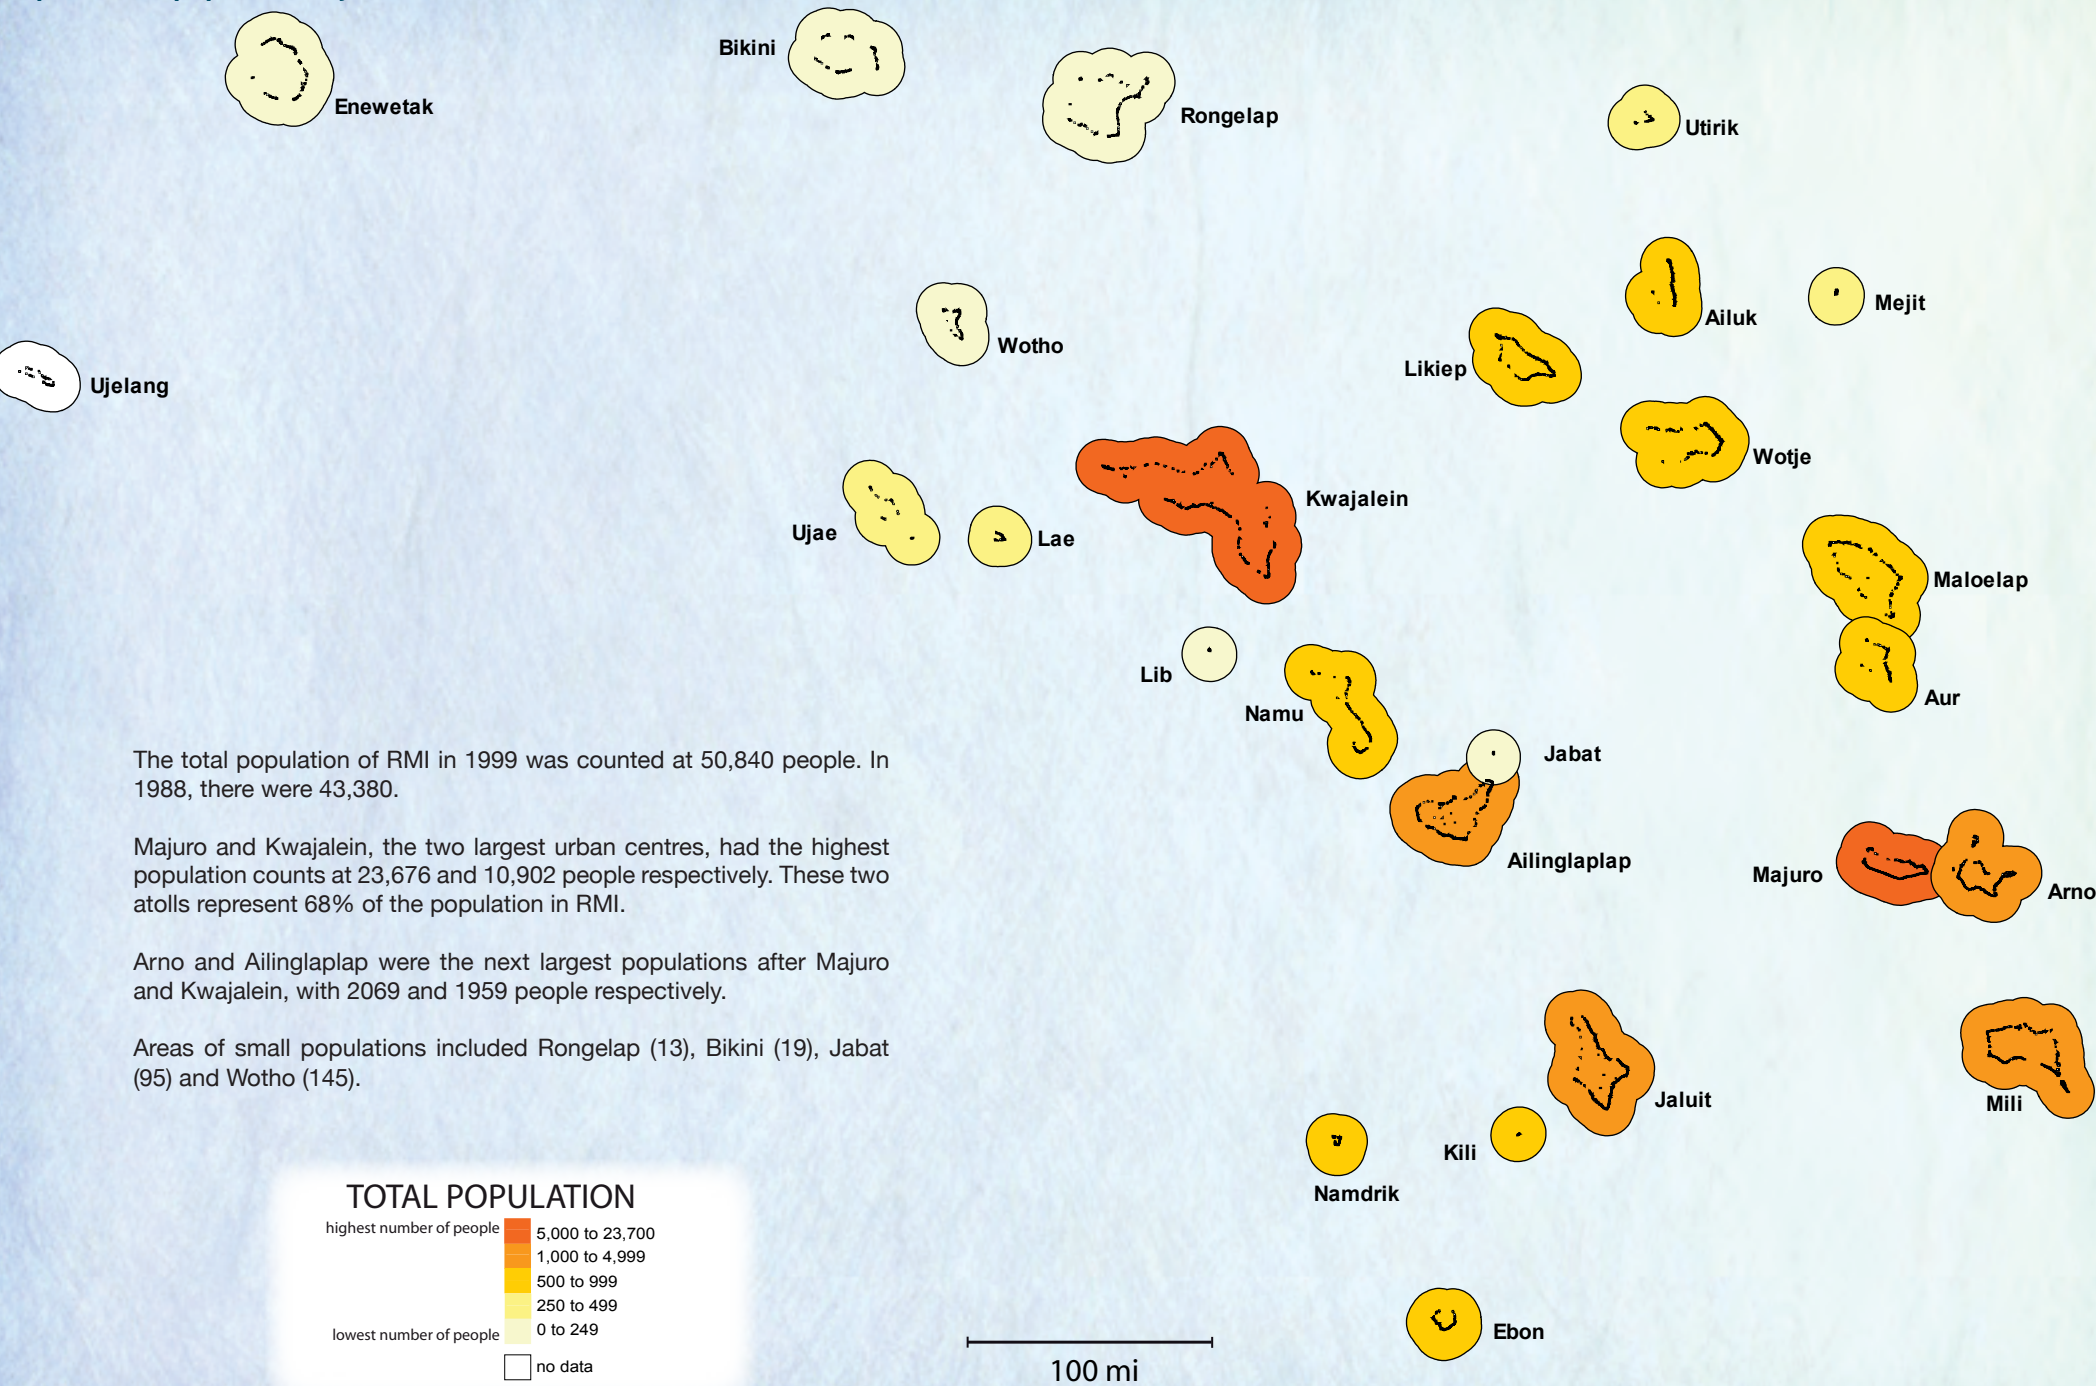 Bikini
Enewetak
Rongelap
Utirik
Ailuk
Mejit
Wotho
Likiep
Ujelang
Wotje
Kwajalein
Ujae
Lae
Maloelap
Lib
Aur
Namu
Jabat
Ailinglaplap
Majuro
Arno
Jaluit
Mili
Kili
Namdrik
Ebon
The total population of RMI in 1999 was counted at 50,840 people. In
1988, there were 43,380.
Majuro and Kwajalein, the two largest urban centres, had the highest
population counts at 23,676 and 10,902 people respectively. These two
atolls represent 68% of the population in RMI.
Arno and Ailinglaplap were the next largest populations after Majuro
and Kwajalein, with 2069 and 1959 people respectively.
Areas of small populations included Rongelap (13), Bikini (19), Jabat
(95) and Wotho (145).
TOTAL POPULATION
highest number of people
5,000 to 23,700
1,000 to 4,999
500 to 999
250 to 499
lowest number of people
0 to 249
no data
100 mi